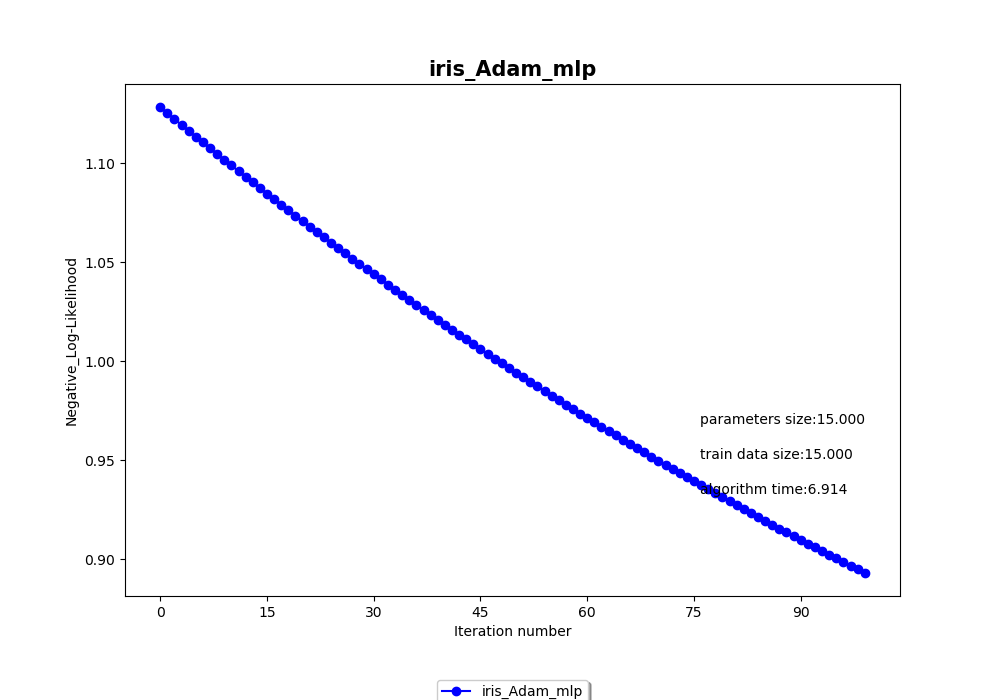 iris_Adam_mlp
1.10
1.05
1.00
0.95
0.90
Negative_Log-Likelihood
parameters size:15.000
train data size:15.000
algorithm time:6.914
0 15 30 45 60 75 90
Iteration number
iris_Adam_mlp